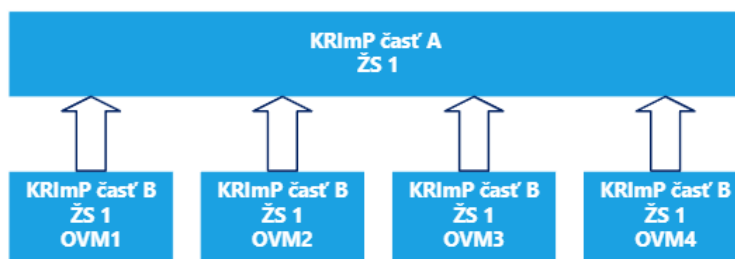 KRImP časť A
ŽS 1
KRImP časť B
ŽS 1
OVM1
KRImP časť B
ŽS 1
OVM2
KRImP časť B
ŽS 1
OVM3
KRImP časť B
ŽS 1
OVM4